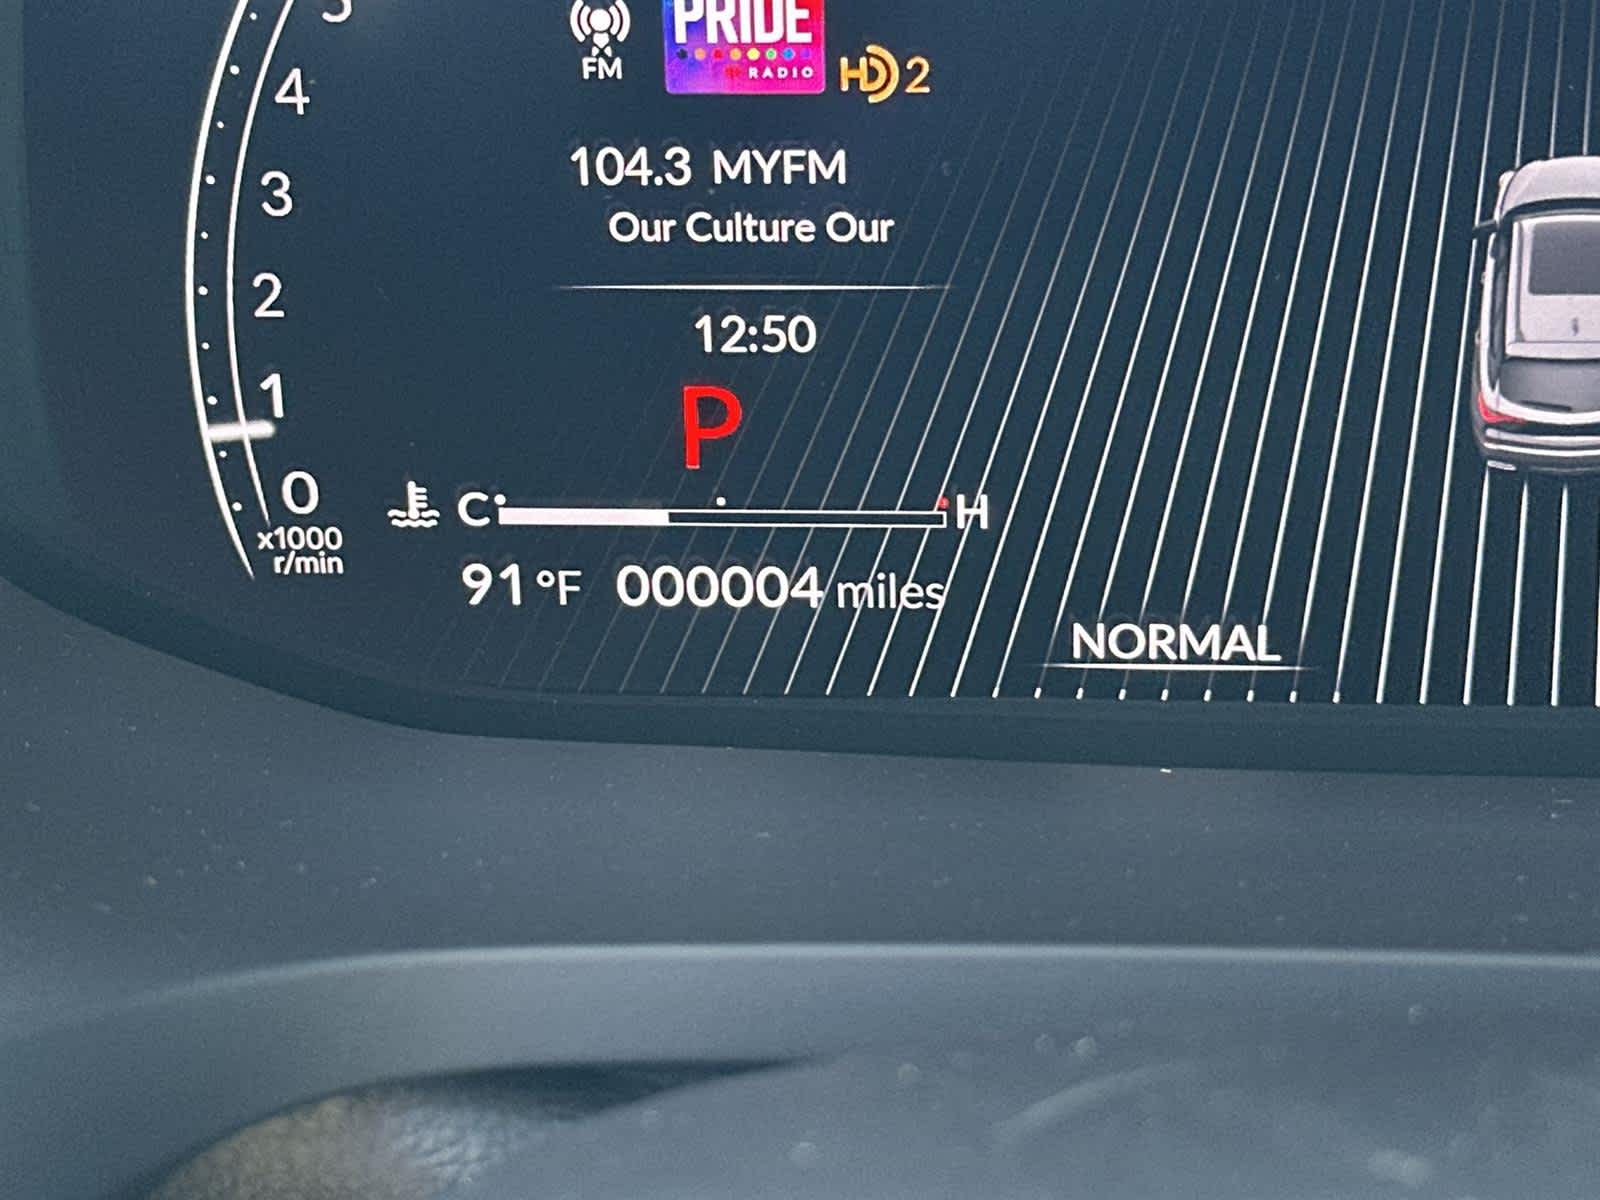 5
4
3
2
1
0
x1000
r/min
FM
PRIDE
RADIO
HD 2
104.3 MYFM
Our Culture Our
12:50
P
C H
91 °F 000004 miles
NORMAL